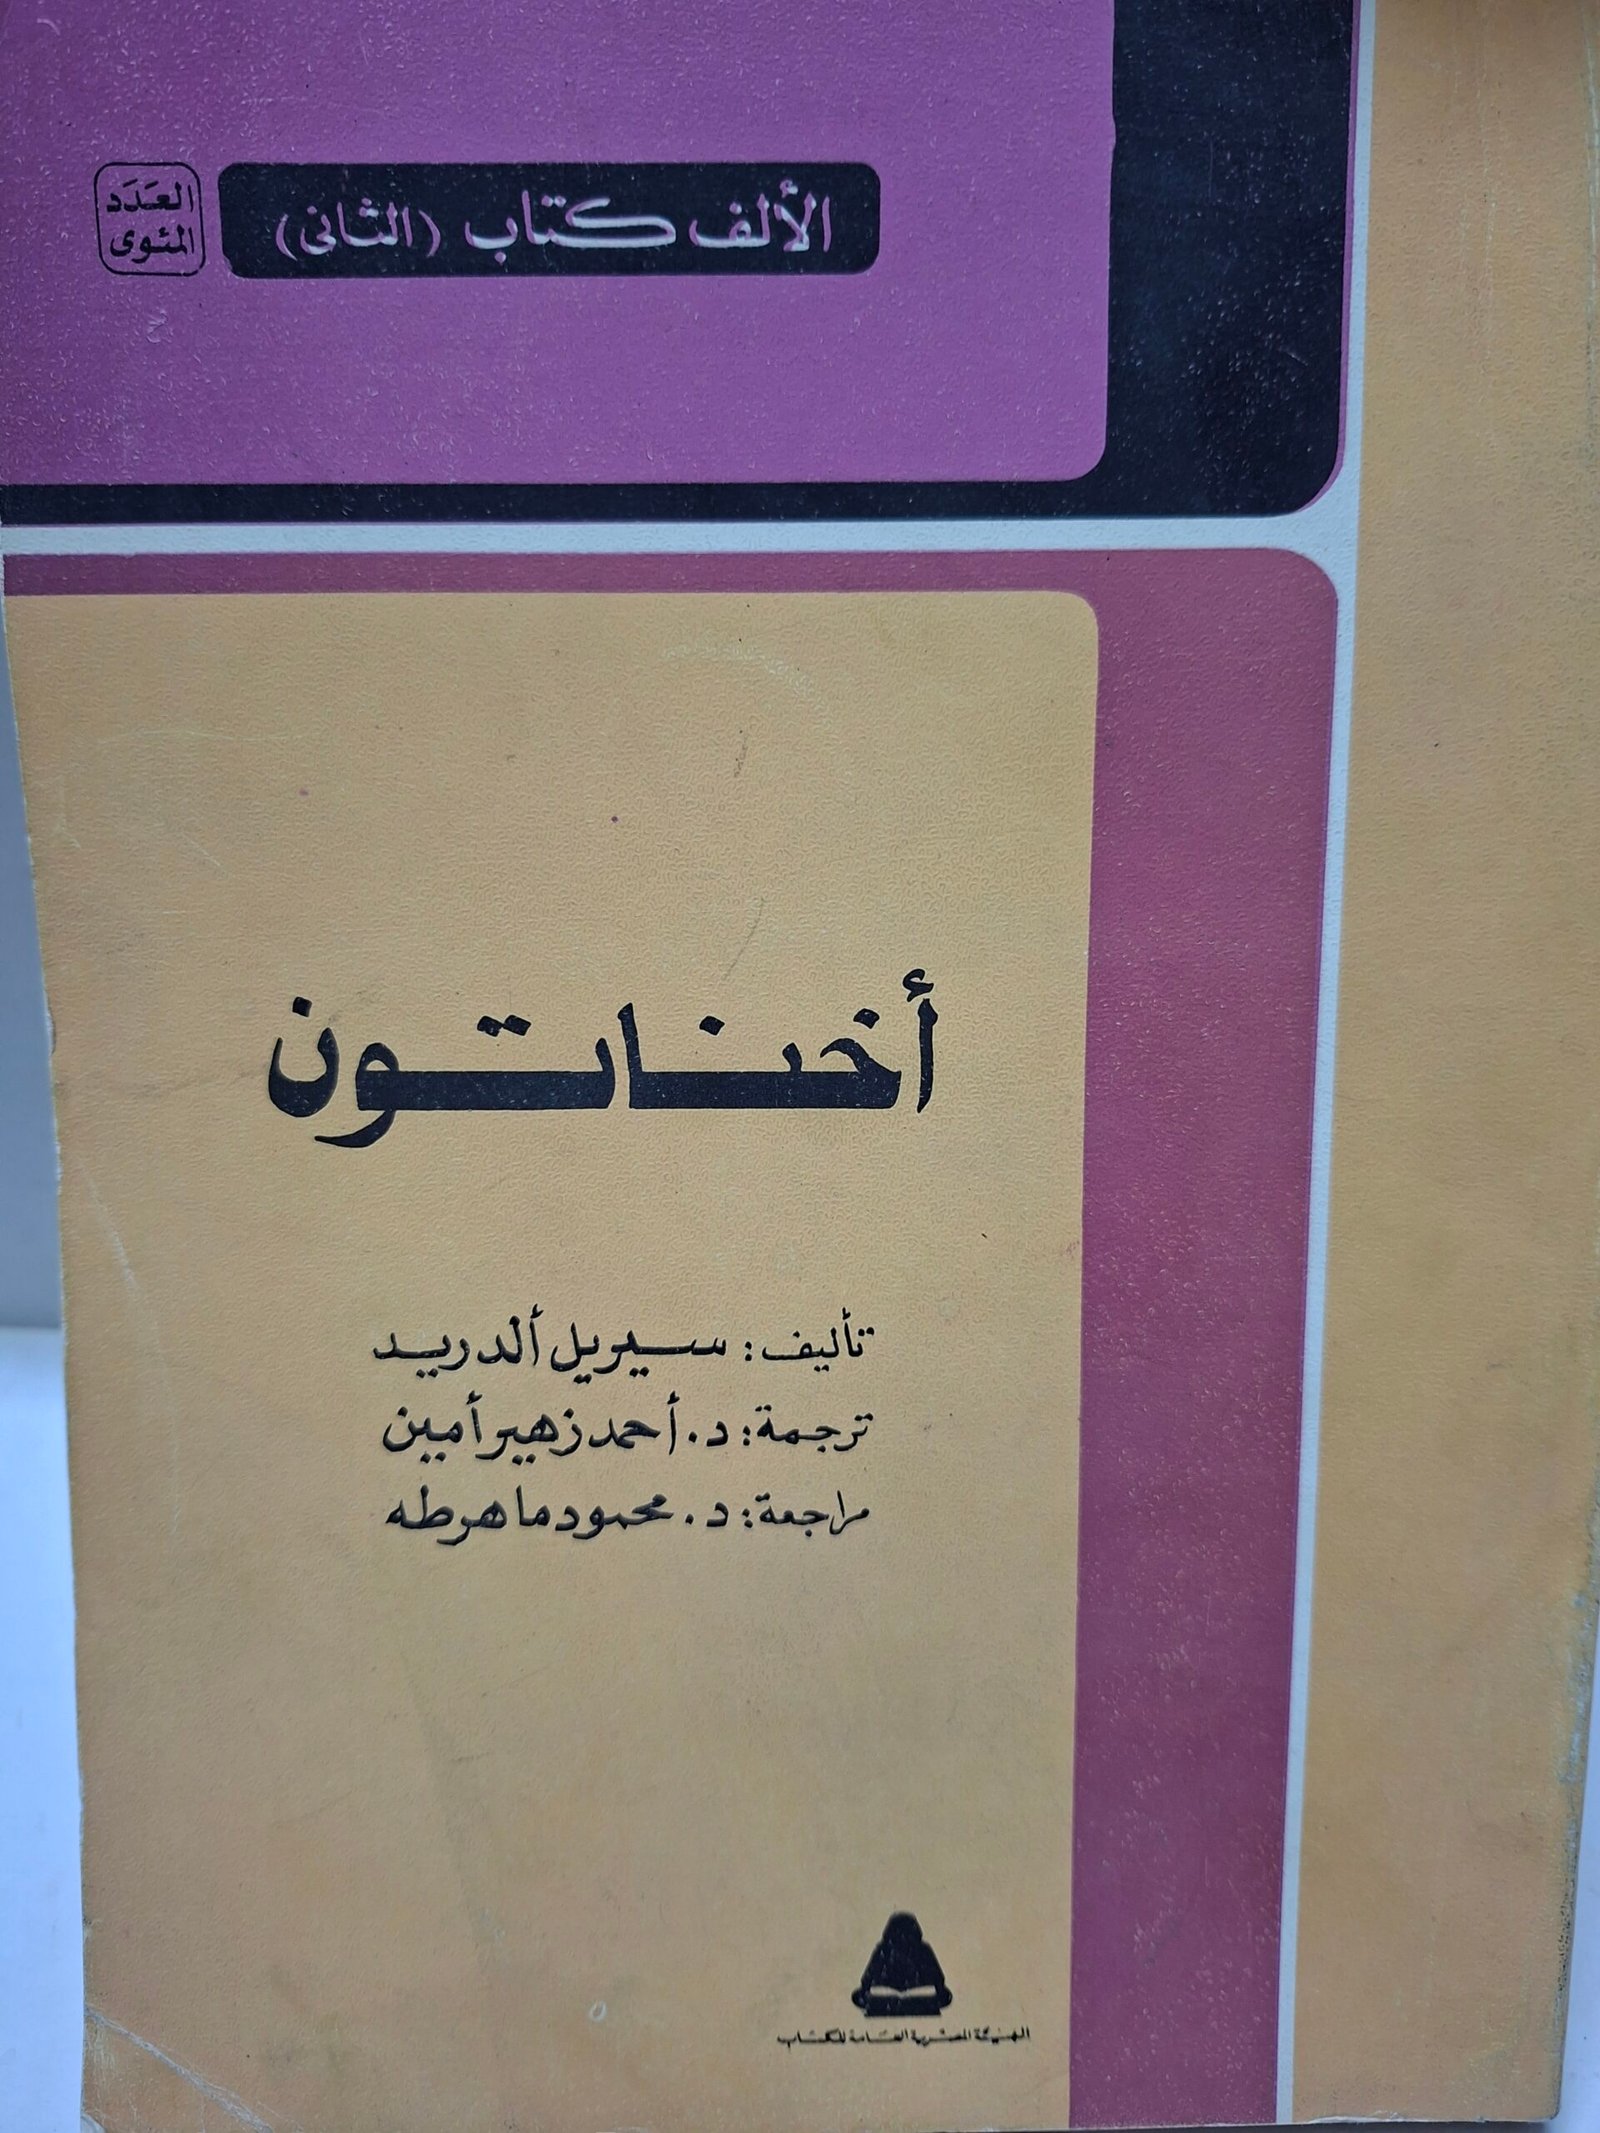 الألف كتاب (الثانى)
العَدَد
المئوى
أخناتون
تأليف: سيريل ألدريد
ترجمة: د. أحمد زهير أمين
مراجعة: د. محمود ماهر طه
الهيئة المصرية العامة للكتاب